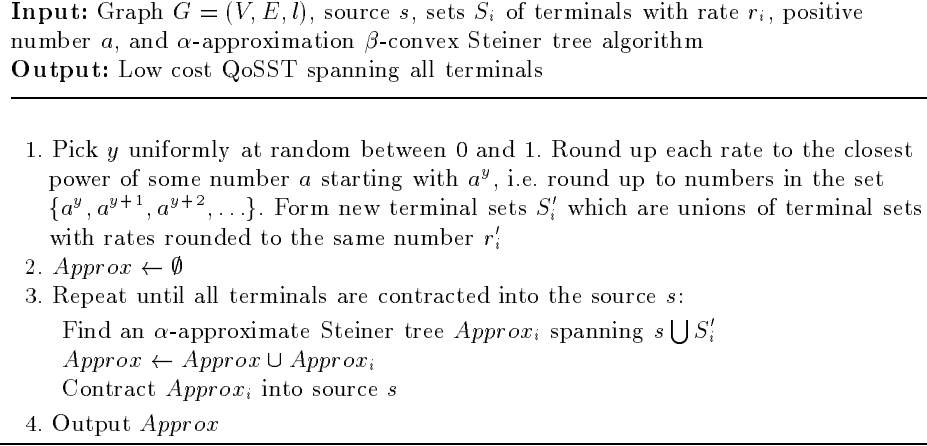 Input: Graph G = (V, E, l), source s, sets S_i of terminals with rate r_i, positive
number a, and α-approximation β-convex Steiner tree algorithm
Output: Low cost QoSST spanning all terminals
1. Pick y uniformly at random between 0 and 1. Round up each rate to the closest
power of some number a starting with a^y, i.e. round up to numbers in the set
{a^y, a^{y+1}, a^{y+2}, ...}. Form new terminal sets S'_i which are unions of terminal sets
with rates rounded to the same number r'_i
2. Approx ← ∅
3. Repeat until all terminals are contracted into the source s:
Find an α-approximate Steiner tree Approx_i spanning s ⋃ S'_i
Approx ← Approx ∪ Approx_i
Contract Approx_i into source s
4. Output Approx